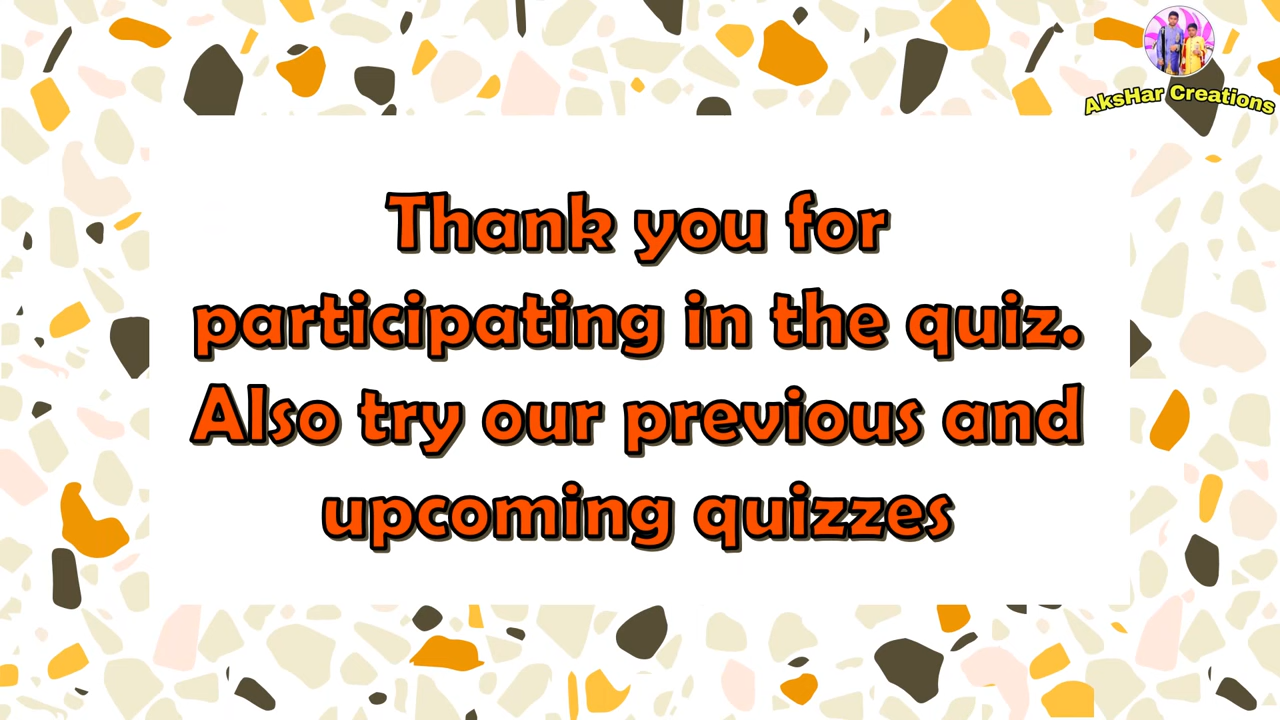 AksHar Creations
Thank you for
participating in the quiz.
Also try our previous and
upcoming quizzes